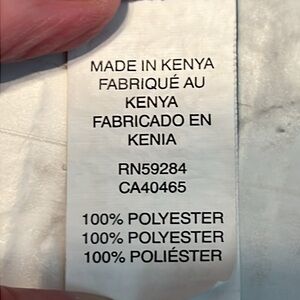 MADE IN KENYA
FABRIQUÉ AU
KENYA
FABRICADO EN
KENIA
RN59284
CA40465
100% POLYESTER
100% POLYESTER
100% POLIÉSTER